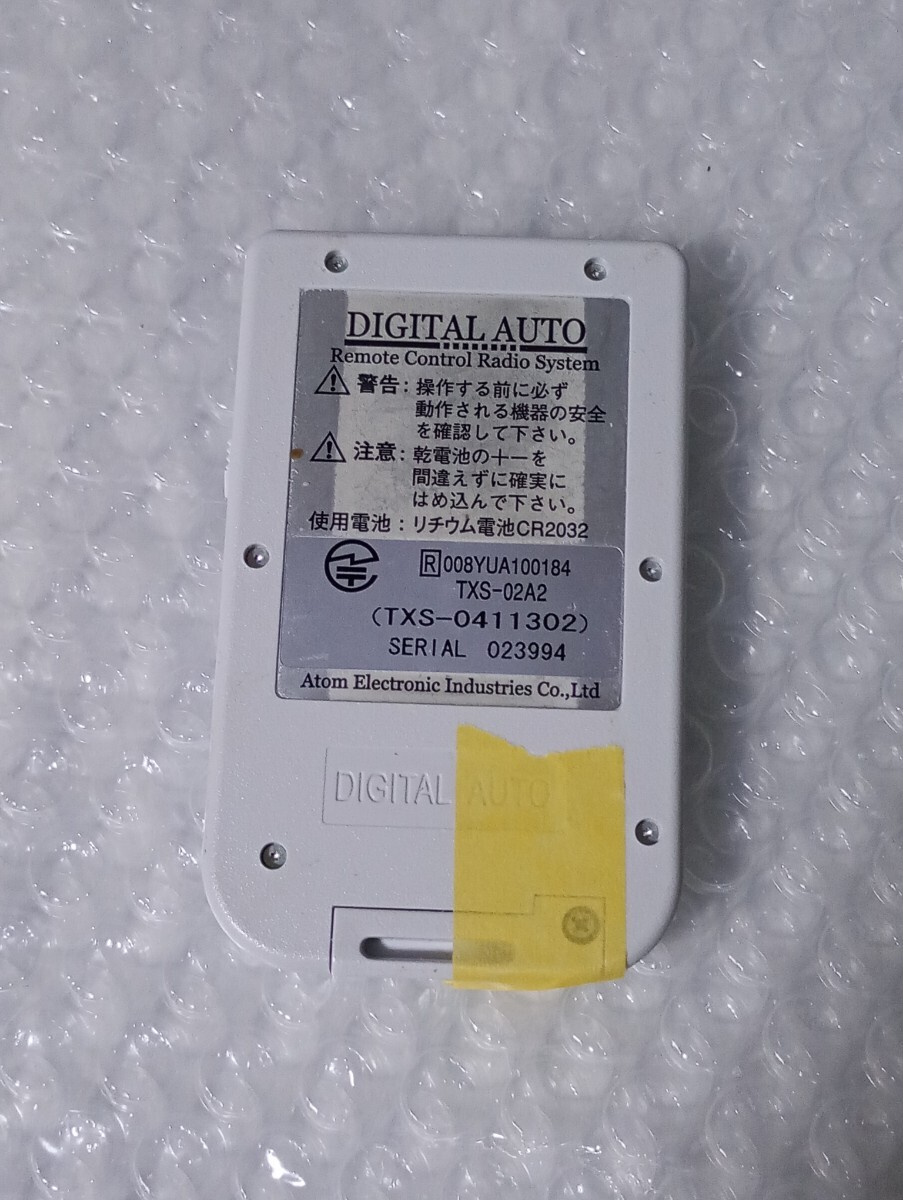 DIGITAL AUTO
Remote Control Radio System
警告：操作する前に必ず
動作される機器の安全
を確認して下さい。
注意：乾電池の＋－を
間違えずに確実に
はめ込んで下さい。
使用電池：リチウム電池CR2032
R 008YUA100184
TXS-02A2
(TXS-0411302)
SERIAL 023994
Atom Electronic Industries Co.,Ltd
DIGITAL AUTO